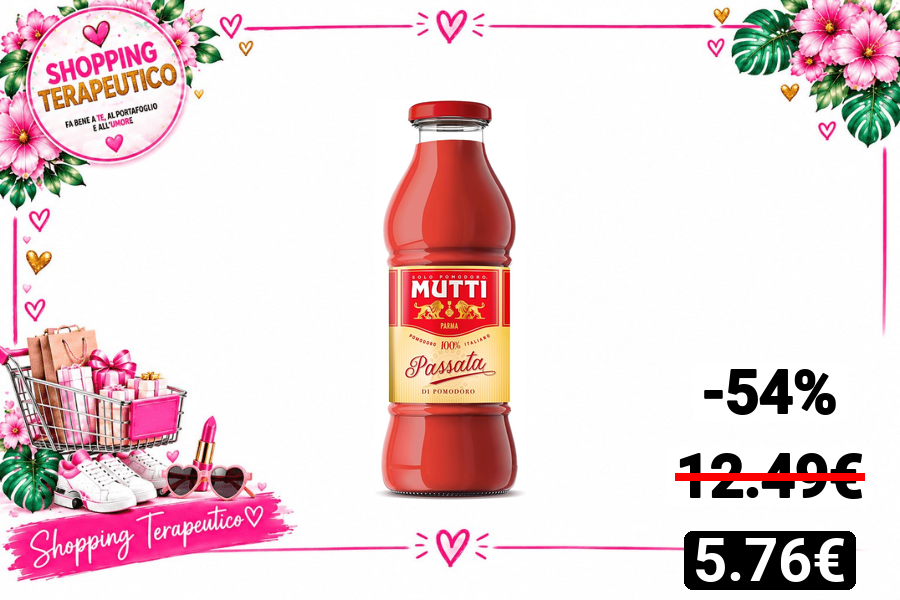 SHOPPING
TERAPEUTICO
FA BENE A TE, AL PORTAFOGLIO
E ALL'UMORE
SOLO POMODORO
MUTTI
PARMA
POMODORO 100% ITALIANO
Passata
DI POMODORO
-54%
12.49€
5.76€
Shopping Terapeutico